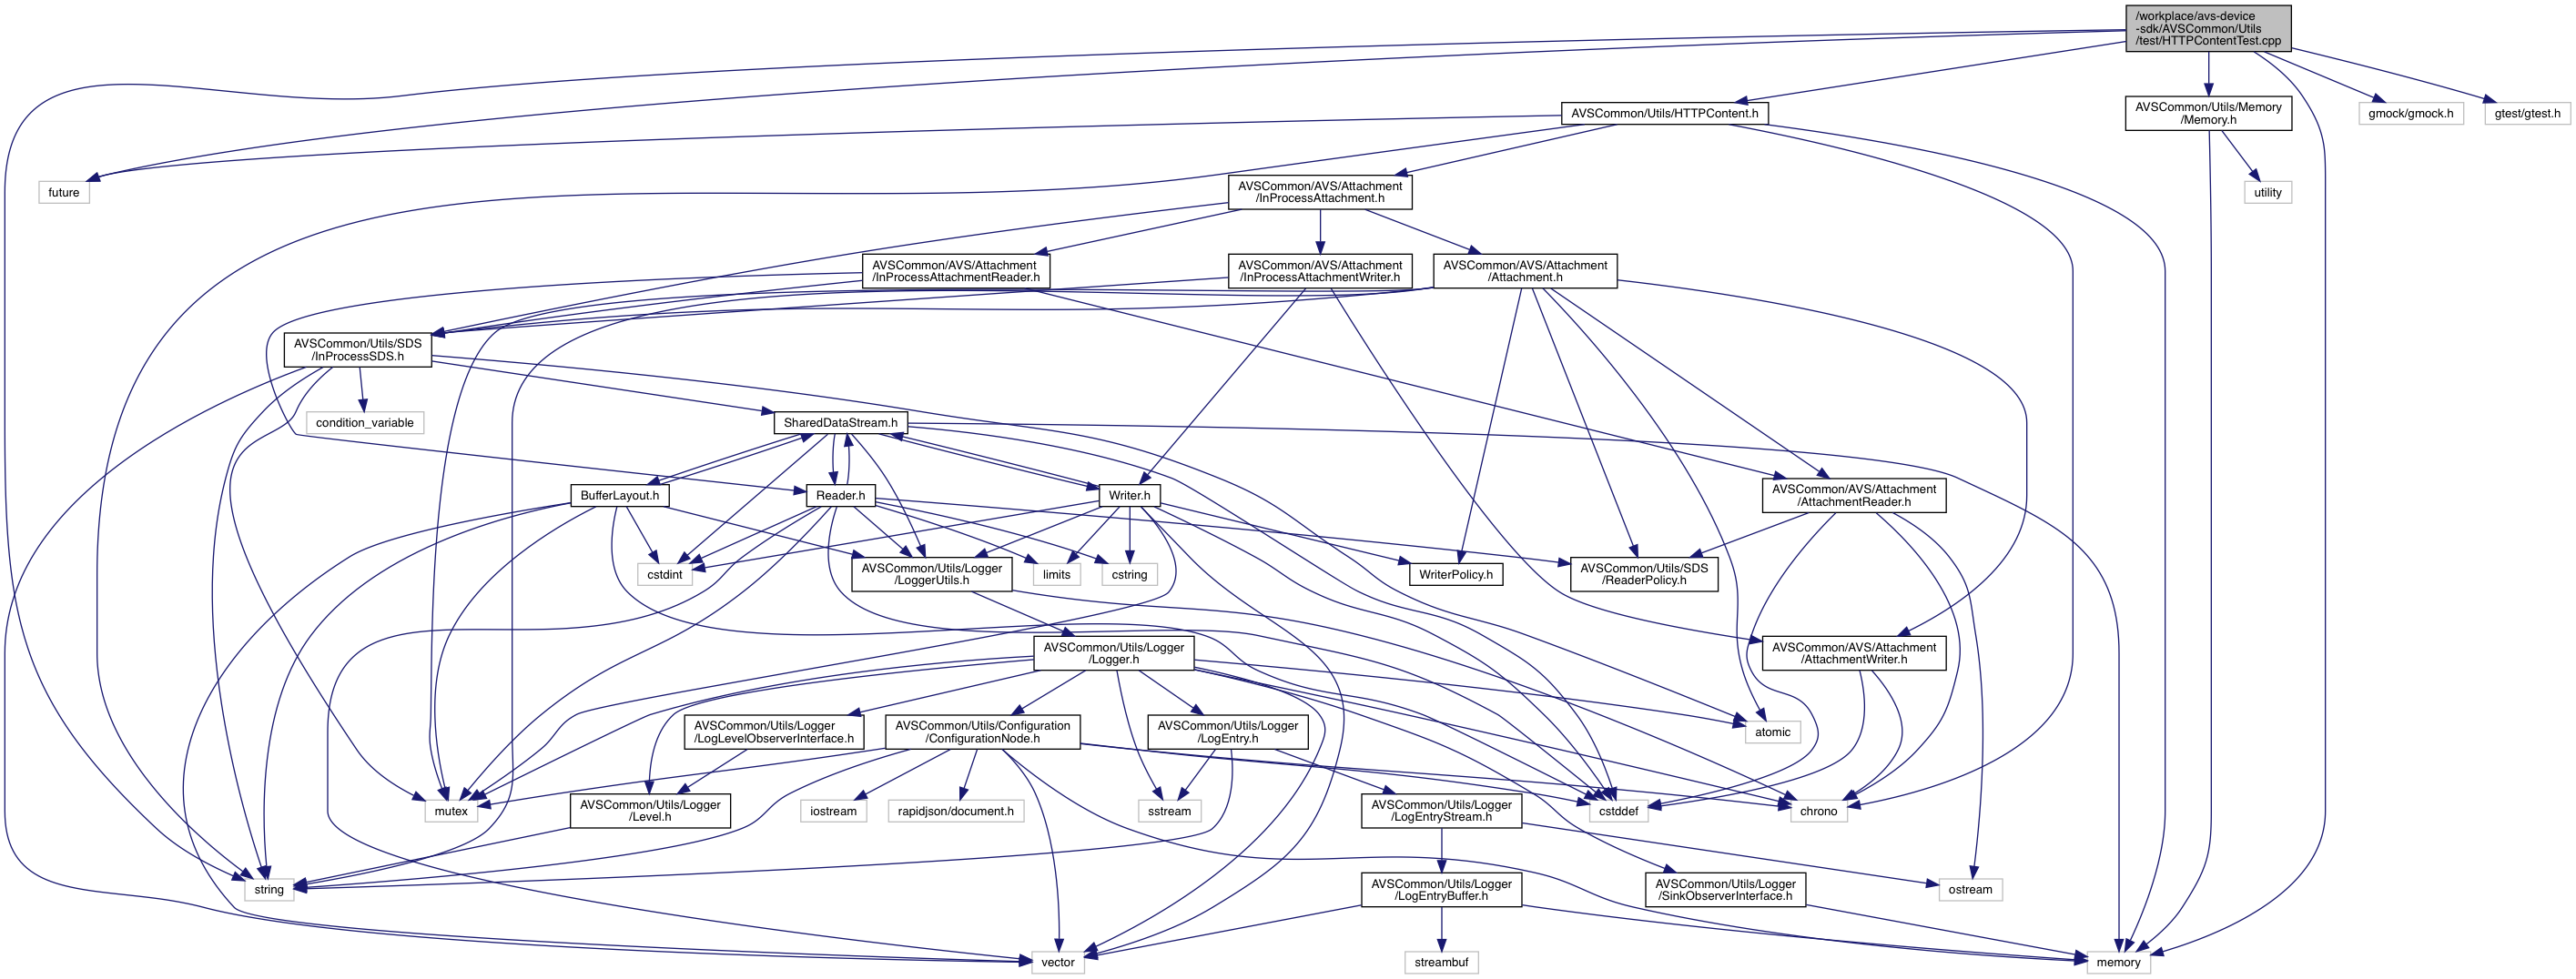 /workplace/avs-device
-sdk/AVSCommon/Utils
/test/HTTPContentTest.cpp
AVSCommon/Utils/HTTPContent.h
AVSCommon/Utils/Memory
/Memory.h
gmock/gmock.h
gtest/gtest.h
future
AVSCommon/AVS/Attachment
/InProcessAttachment.h
utility
AVSCommon/AVS/Attachment
/InProcessAttachmentReader.h
AVSCommon/AVS/Attachment
/InProcessAttachmentWriter.h
AVSCommon/AVS/Attachment
/Attachment.h
AVSCommon/Utils/SDS
/InProcessSDS.h
condition_variable
SharedDataStream.h
BufferLayout.h
Reader.h
Writer.h
AVSCommon/AVS/Attachment
/AttachmentReader.h
cstdint
AVSCommon/Utils/Logger
/LoggerUtils.h
limits
cstring
WriterPolicy.h
AVSCommon/Utils/SDS
/ReaderPolicy.h
AVSCommon/Utils/Logger
/Logger.h
AVSCommon/AVS/Attachment
/AttachmentWriter.h
AVSCommon/Utils/Logger
/LogLevelObserverInterface.h
AVSCommon/Utils/Configuration
/ConfigurationNode.h
AVSCommon/Utils/Logger
/LogEntry.h
atomic
mutex
AVSCommon/Utils/Logger
/Level.h
iostream
rapidjson/document.h
sstream
AVSCommon/Utils/Logger
/LogEntryStream.h
cstddef
chrono
string
AVSCommon/Utils/Logger
/LogEntryBuffer.h
AVSCommon/Utils/Logger
/SinkObserverInterface.h
ostream
vector
streambuf
memory